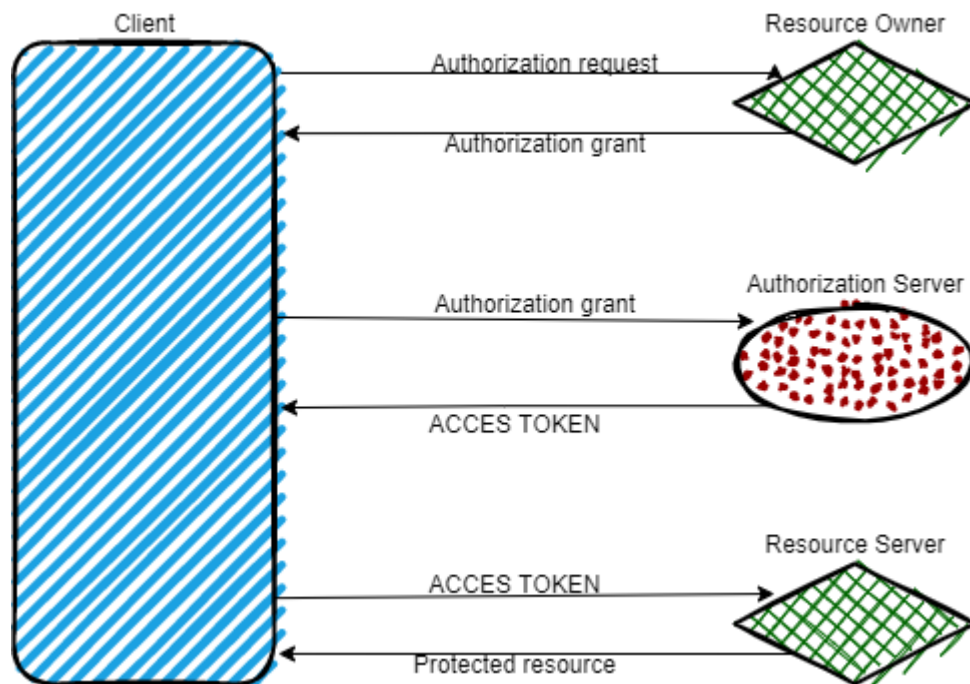 Client
Resource Owner
Authorization request
Authorization grant
Authorization Server
Authorization grant
ACCES TOKEN
Resource Server
ACCES TOKEN
Protected resource